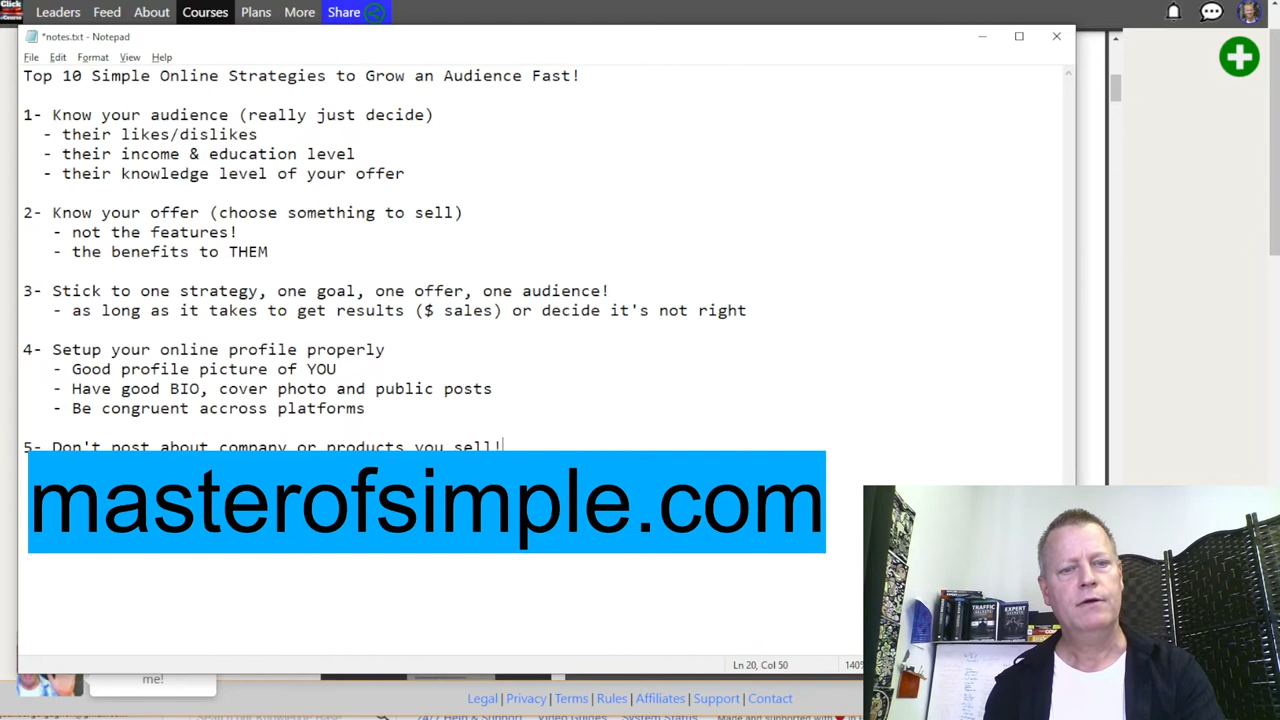 Click
Leaders Feed About Courses Plans More Share
*notes.txt - Notepad
File Edit Format View Help
Top 10 Simple Online Strategies to Grow an Audience Fast!
1- Know your audience (really just decide)
- their likes/dislikes
- their income & education level
- their knowledge level of your offer
2- Know your offer (choose something to sell)
- not the features!
- the benefits to THEM
3- Stick to one strategy, one goal, one offer, one audience!
- as long as it takes to get results ($ sales) or decide it's not right
4- Setup your online profile properly
- Good profile picture of YOU
- Have good BIO, cover photo and public posts
- Be congruent accross platforms
5- Don't post about company or products you sell!
masterofsimple.com
TRAFFIC
SECRETS
EXPERT
SECRETS
Ln 20, Col 50 140%
me!
Legal | Privacy | Terms | Rules | Affiliates | Support | Contact